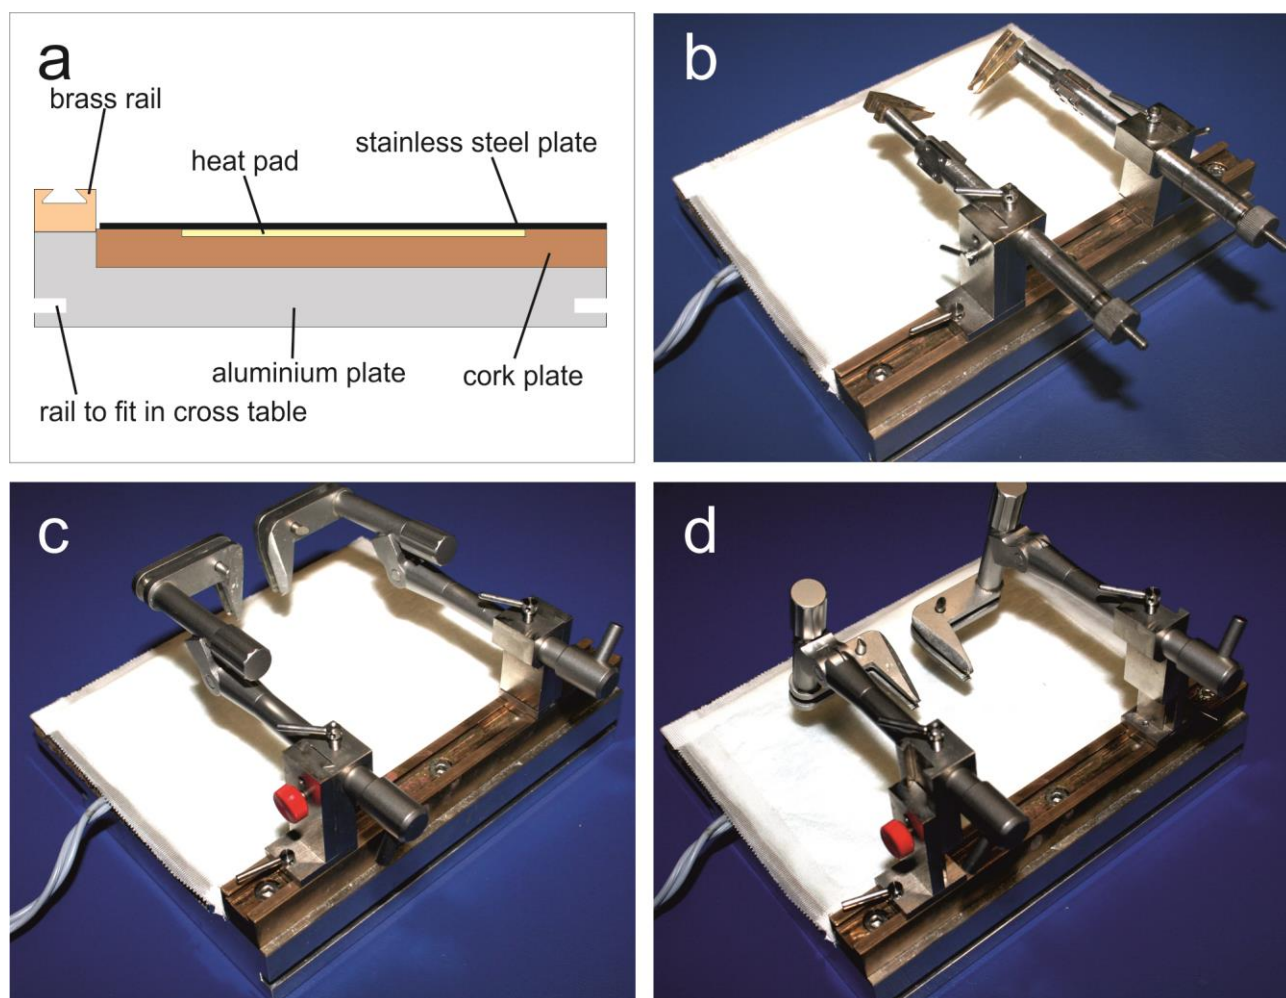 a
brass rail
stainless steel plate
heat pad
aluminium plate
cork plate
rail to fit in cross table
b
c
d